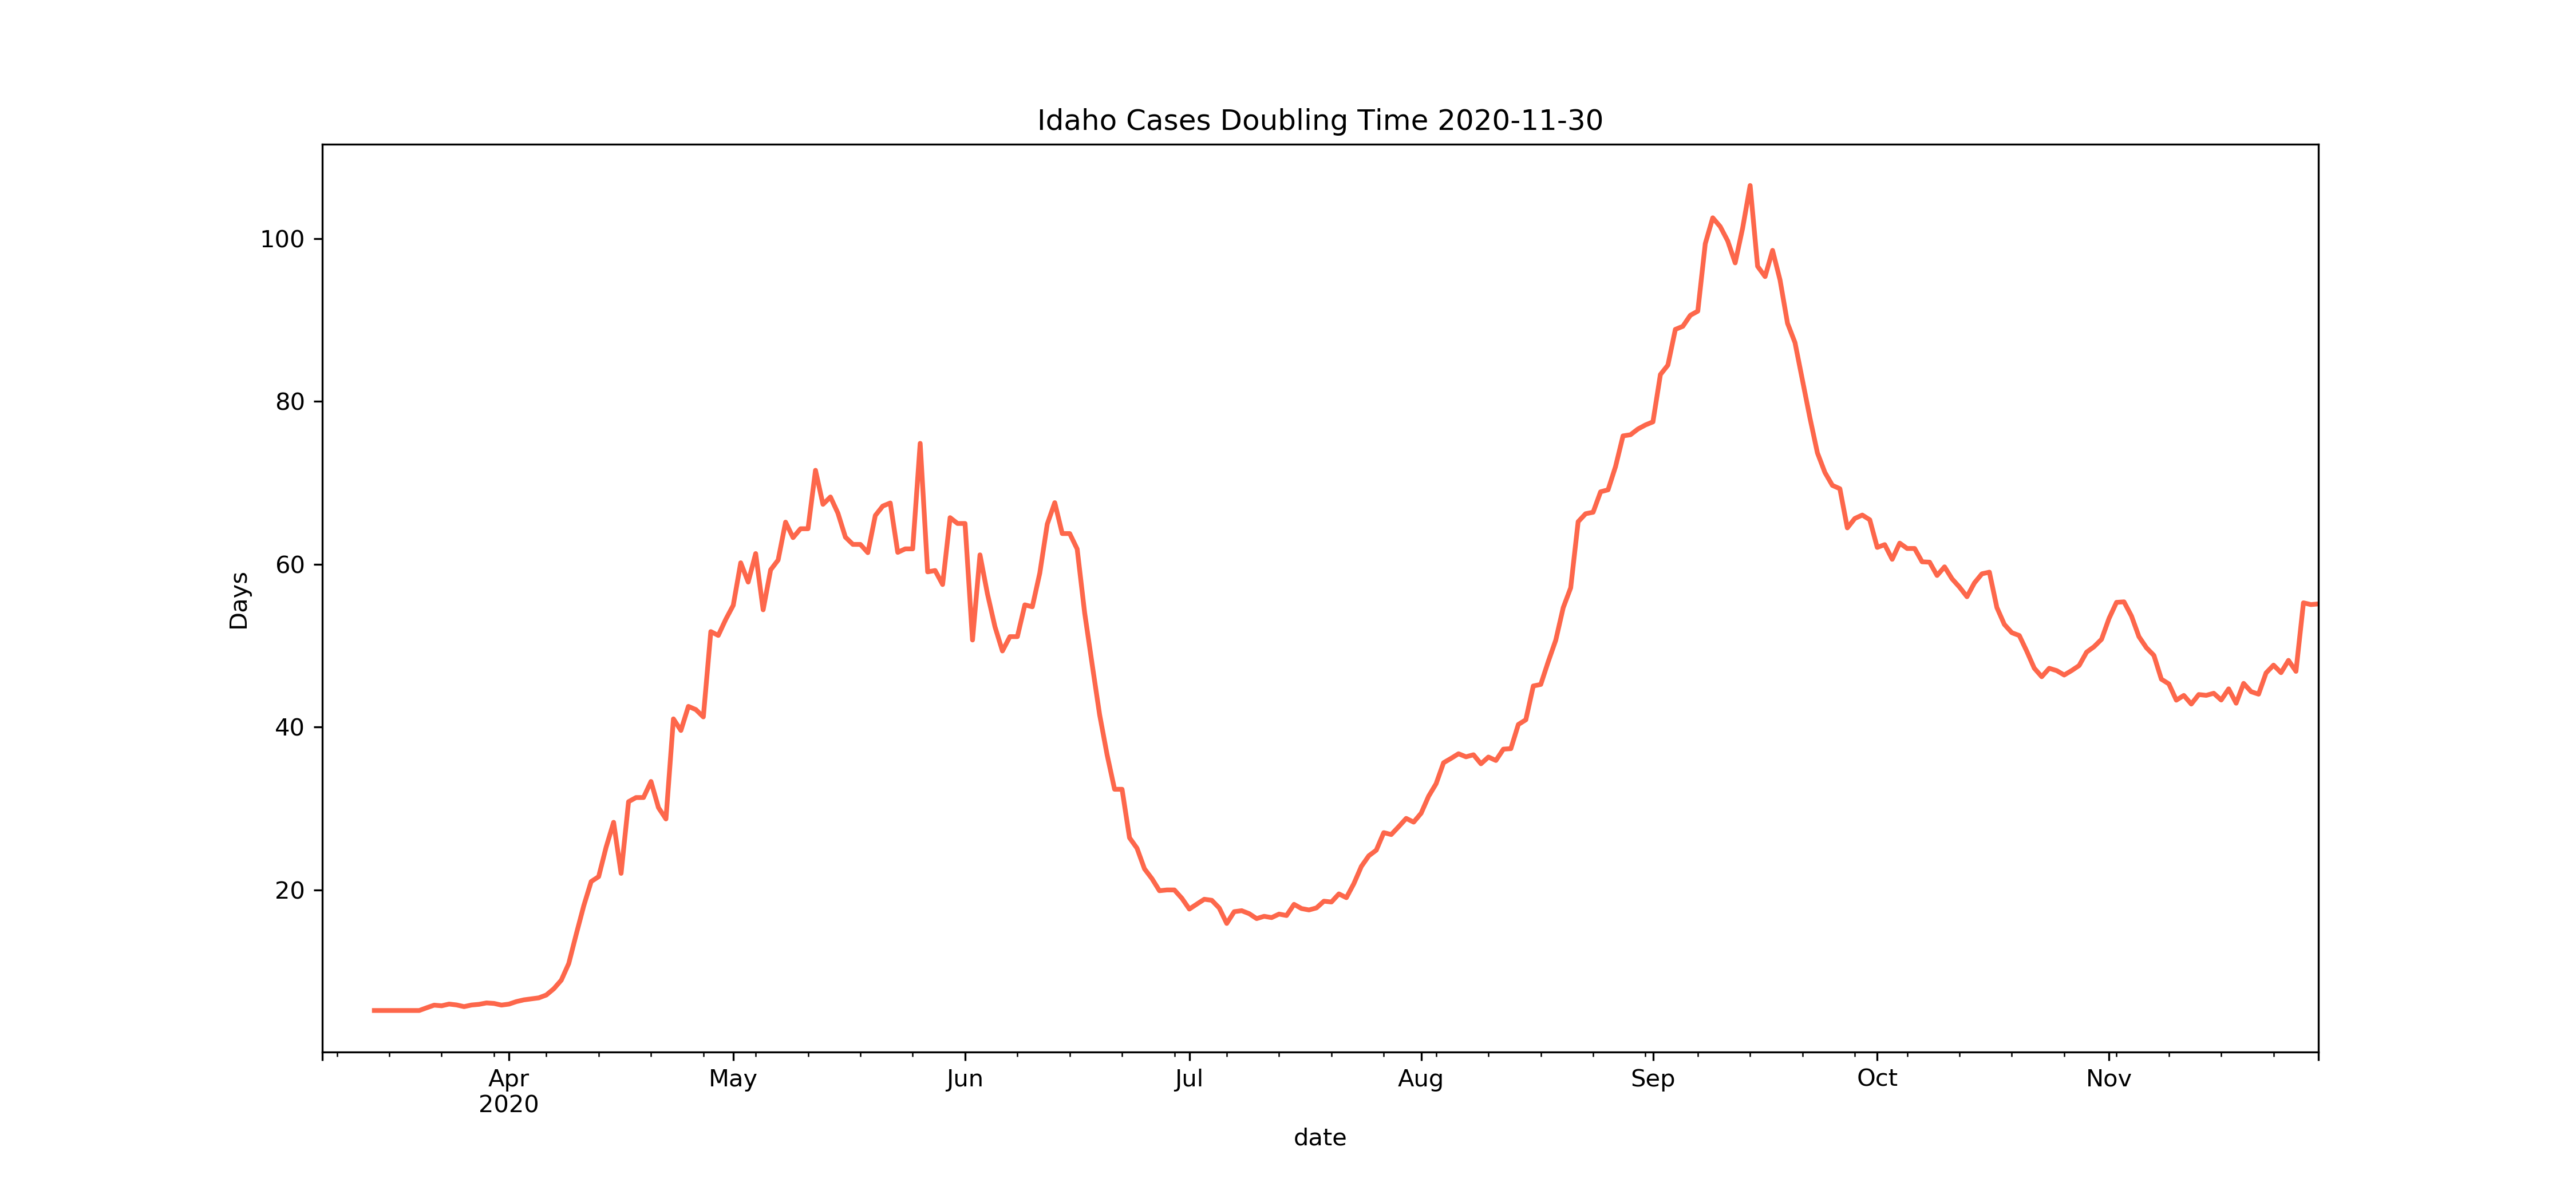 Idaho Cases Doubling Time 2020-11-30
Days
100
80
60
40
20
Apr May Jun Jul Aug Sep Oct Nov
2020
date